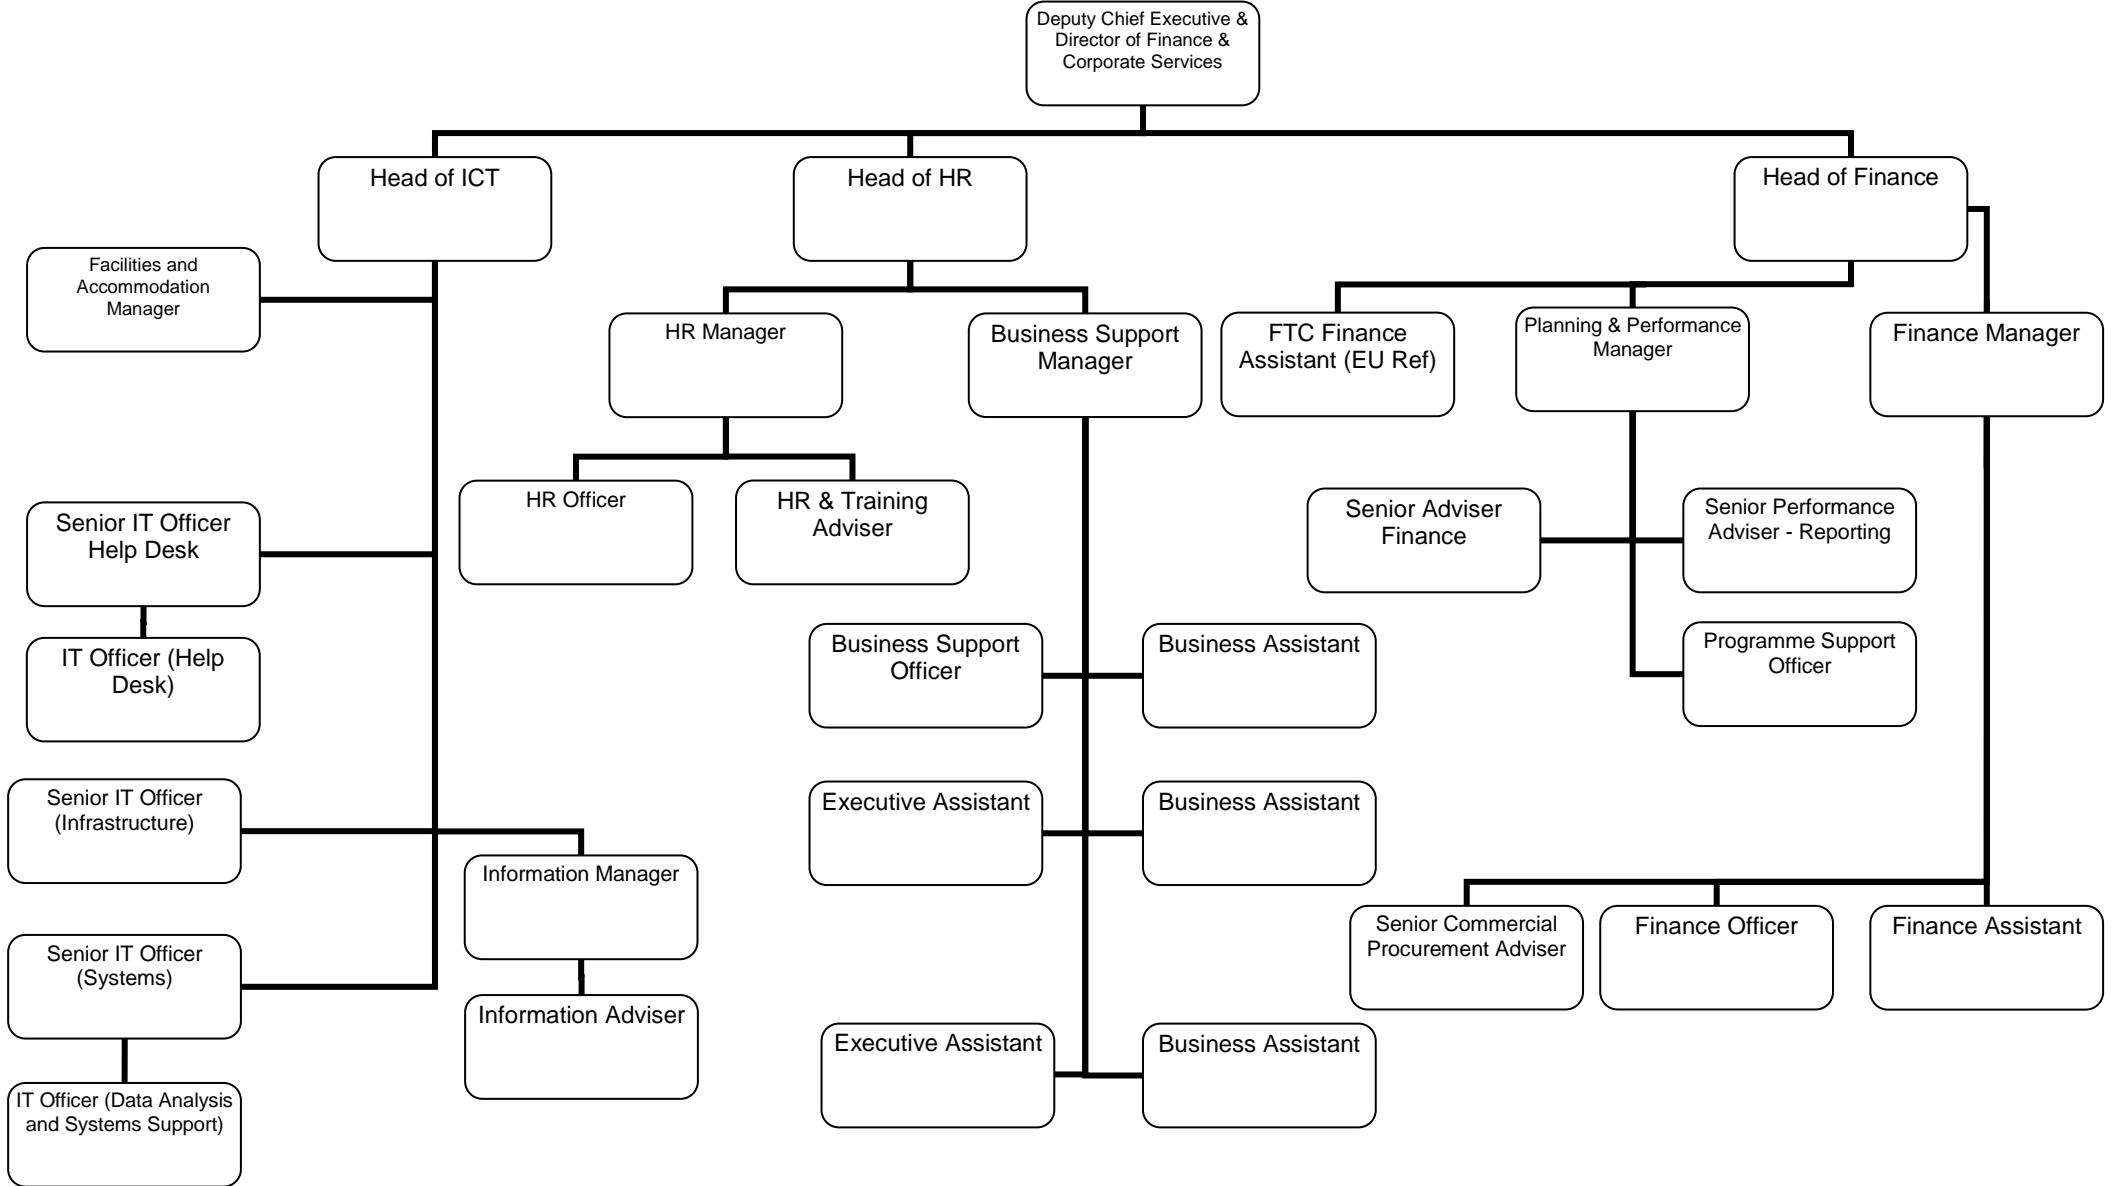 Deputy Chief Executive &
Director of Finance &
Corporate Services
Head of ICT
Head of HR
Head of Finance
Facilities and
Accommodation
Manager
HR Manager
Business Support
Manager
FTC Finance
Assistant (EU Ref)
Planning & Performance
Manager
Finance Manager
Senior IT Officer
Help Desk
HR Officer
HR & Training
Adviser
Senior Adviser
Finance
Senior Performance
Adviser - Reporting
IT Officer (Help
Desk)
Business Support
Officer
Business Assistant
Programme Support
Officer
Senior IT Officer
(Infrastructure)
Executive Assistant
Business Assistant
Information Manager
Senior Commercial
Procurement Adviser
Finance Officer
Finance Assistant
Senior IT Officer
(Systems)
Information Adviser
Executive Assistant
Business Assistant
IT Officer (Data Analysis
and Systems Support)